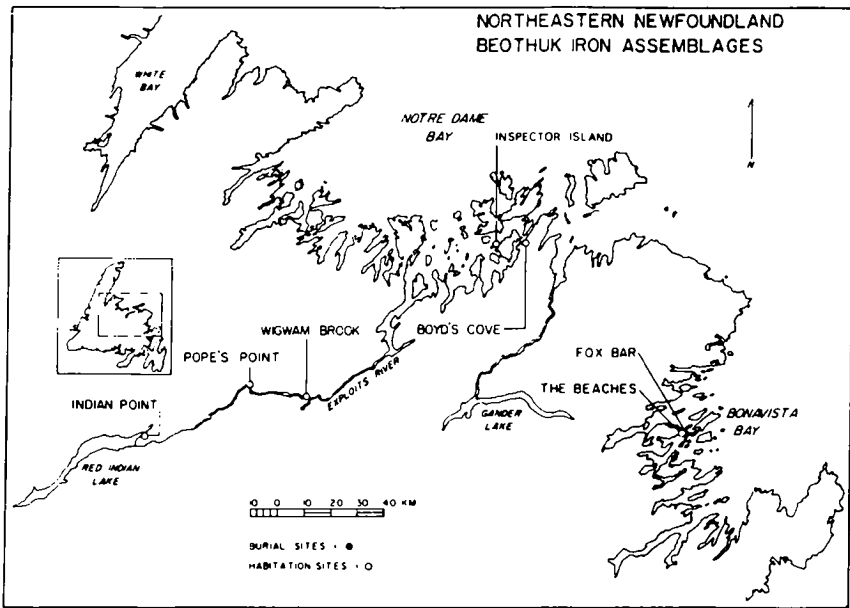 NORTHEASTERN NEWFOUNDLAND
BEOTHUK IRON ASSEMBLAGES
WHITE
BAY
NOTRE DAME
BAY
INSPECTOR ISLAND
N
WIGWAM BROOK
BOYD'S COVE
POPE'S POINT
EXPLOITS RIVER
FOX BAR
THE BEACHES
INDIAN POINT
GANDER
LAKE
BONAVISTA
BAY
RED INDIAN
LAKE
10 0 10 20 30 40 KM
BURIAL SITES •
HABITATION SITES • O